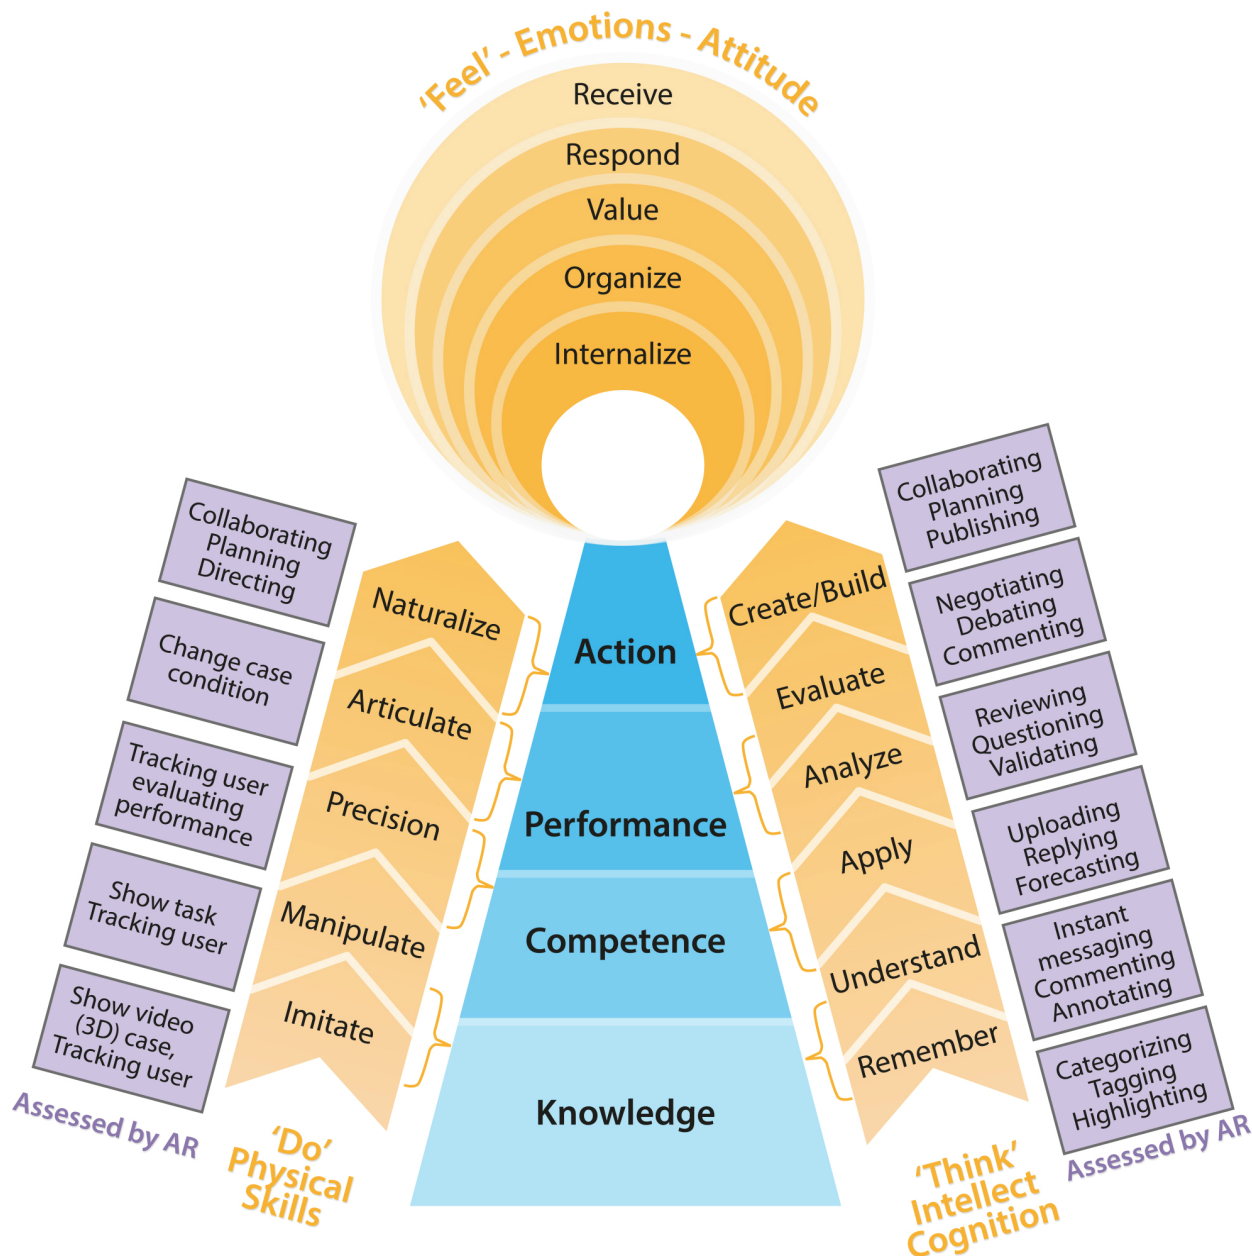 ‘Feel’ - Emotions - Attitude
Receive
Respond
Value
Organize
Internalize
Collaborating
Planning
Directing
Change case
condition
Tracking user
evaluating
performance
Show task
Tracking user
Show video
(3D) case,
Tracking user
Assessed by AR
Naturalize
Articulate
Precision
Manipulate
Imitate
‘Do’
Physical
Skills
Action
Performance
Competence
Knowledge
Create/Build
Evaluate
Analyze
Apply
Understand
Remember
‘Think’
Intellect
Cognition
Collaborating
Planning
Publishing
Negotiating
Debating
Commenting
Reviewing
Questioning
Validating
Uploading
Replying
Forecasting
Instant
messaging
Commenting
Annotating
Categorizing
Tagging
Highlighting
Assessed by AR